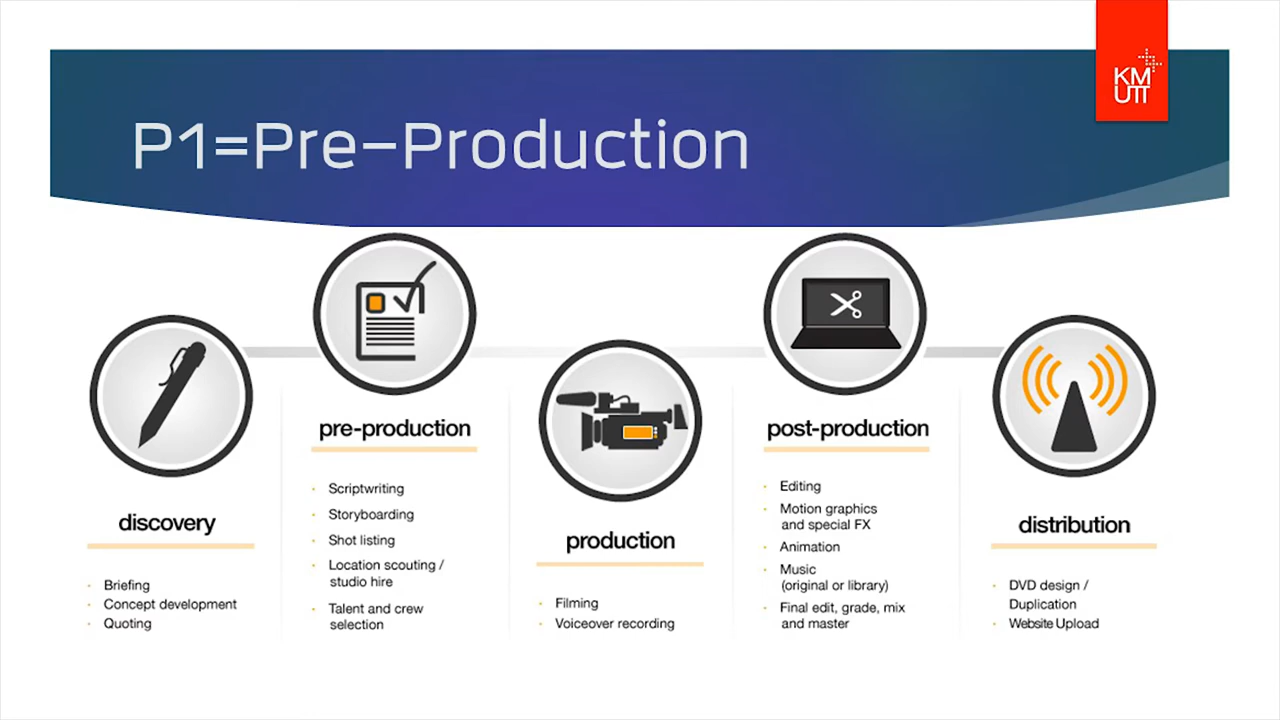 KM
UTT
P1=Pre-Production
discovery
Briefing
Concept development
Quoting
pre-production
Scriptwriting
Storyboarding
Shot listing
Location scouting /
studio hire
Talent and crew
selection
production
Filming
Voiceover recording
post-production
Editing
Motion graphics
and special FX
Animation
Music
(original or library)
Final edit, grade, mix
and master
distribution
DVD design /
Duplication
Website Upload